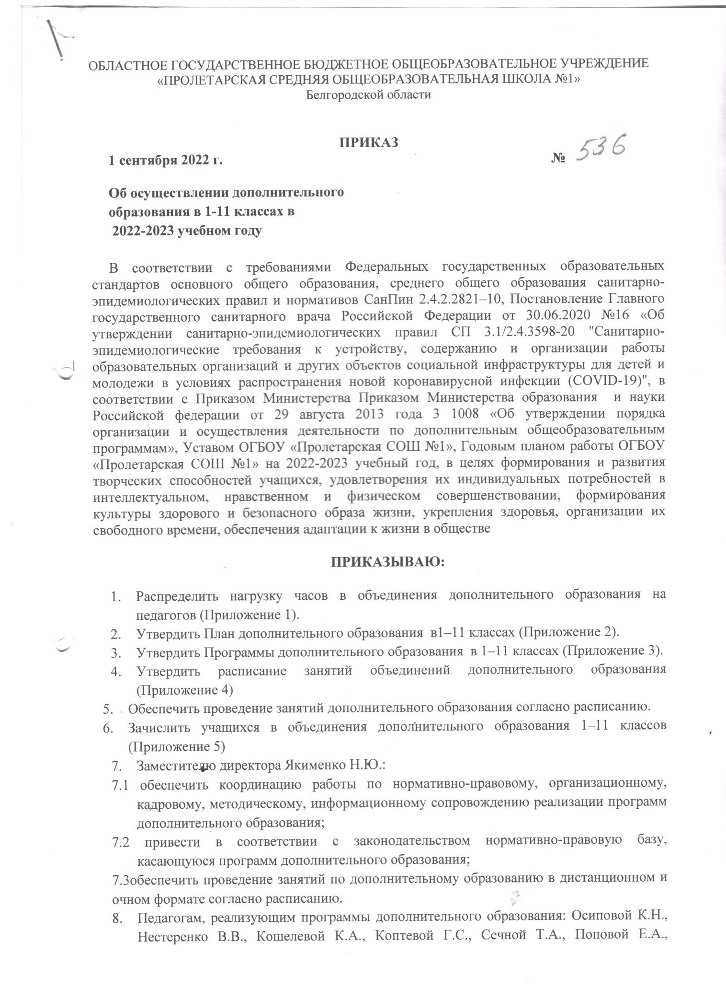 ОБЛАСТНОЕ ГОСУДАРСТВЕННОЕ БЮДЖЕТНОЕ ОБЩЕОБРАЗОВАТЕЛЬНОЕ УЧРЕЖДЕНИЕ
«ПРОЛЕТАРСКАЯ СРЕДНЯЯ ОБЩЕОБРАЗОВАТЕЛЬНАЯ ШКОЛА №1»
Белгородской области
ПРИКАЗ
1 сентября 2022 г. № 536
Об осуществлении дополнительного
образования в 1-11 классах в
2022-2023 учебном году
В соответствии с требованиями Федеральных государственных образовательных
стандартов основного общего образования, среднего общего образования санитарно-
эпидемиологических правил и нормативов СанПин 2.4.2.2821–10, Постановление Главного
государственного санитарного врача Российской Федерации от 30.06.2020 №16 «Об
утверждении санитарно-эпидемиологических правил СП 3.1/2.4.3598-20 "Санитарно-
эпидемиологические требования к устройству, содержанию и организации работы
образовательных организаций и других объектов социальной инфраструктуры для детей и
молодежи в условиях распространения новой коронавирусной инфекции (COVID-19)", в
соответствии с Приказом Министерства Приказом Министерства образования и науки
Российской федерации от 29 августа 2013 года 3 1008 «Об утверждении порядка
организации и осуществления деятельности по дополнительным общеобразовательным
программам», Уставом ОГБОУ «Пролетарская СОШ №1», Годовым планом работы ОГБОУ
«Пролетарская СОШ №1» на 2022-2023 учебный год, в целях формирования и развития
творческих способностей учащихся, удовлетворения их индивидуальных потребностей в
интеллектуальном, нравственном и физическом совершенствовании, формирования
культуры здорового и безопасного образа жизни, укрепления здоровья, организации их
свободного времени, обеспечения адаптации к жизни в обществе
ПРИКАЗЫВАЮ:
1. Распределить нагрузку часов в объединения дополнительного образования на
педагогов (Приложение 1).
2. Утвердить План дополнительного образования в1–11 классах (Приложение 2).
3. Утвердить Программы дополнительного образования в 1–11 классах (Приложение 3).
4. Утвердить расписание занятий объединений дополнительного образования
(Приложение 4)
5. Обеспечить проведение занятий дополнительного образования согласно расписанию.
6. Зачислить учащихся в объединения дополнительного образования 1–11 классов
(Приложение 5)
7. Заместителю директора Якименко Н.Ю.:
7.1 обеспечить координацию работы по нормативно-правовому, организационному,
кадровому, методическому, информационному сопровождению реализации программ
дополнительного образования;
7.2 привести в соответствии с законодательством нормативно-правовую базу,
касающуюся программ дополнительного образования;
7.3обеспечить проведение занятий по дополнительному образованию в дистанционном и
очном формате согласно расписанию.
8. Педагогам, реализующим программы дополнительного образования: Осиповой К.Н.,
Нестеренко В.В., Кошелевой К.А., Коптевой Г.С., Сечной Т.А., Поповой Е.А.,